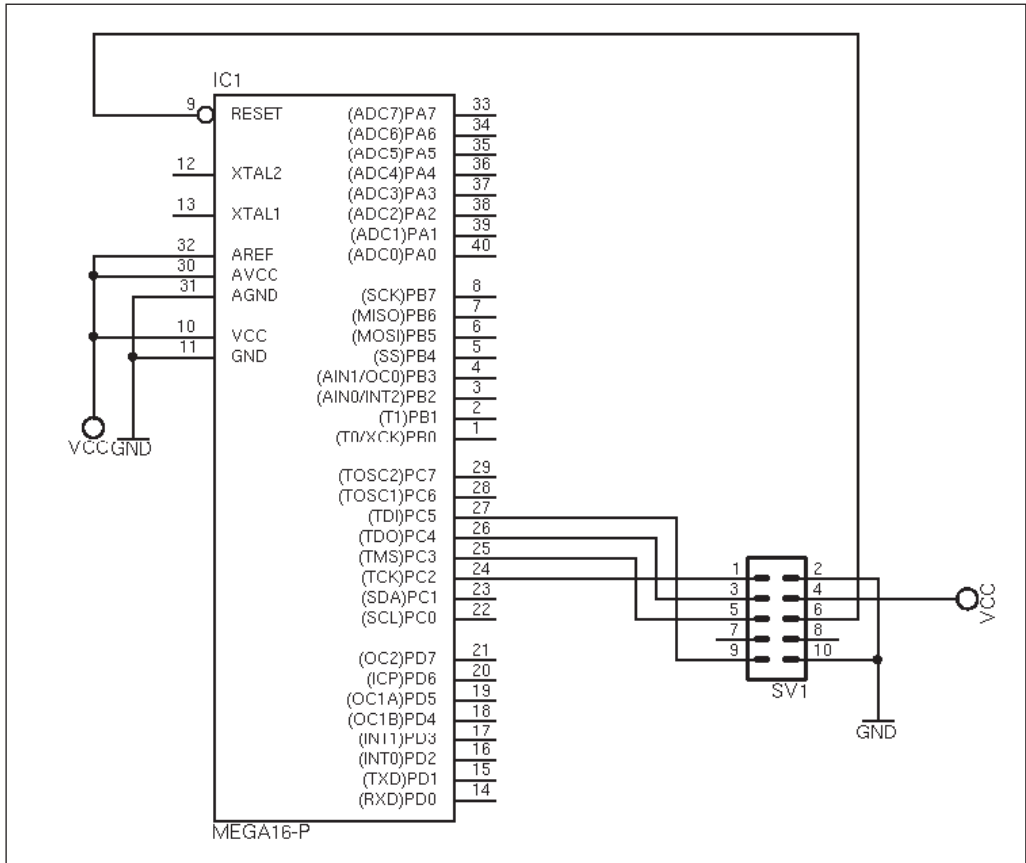 IC1
9 RESET
12 XTAL2
13 XTAL1
32 AREF
30 AVCC
31 AGND
10 VCC
11 GND
VCC GND
(ADC7)PA7 33
(ADC6)PA6 34
(ADC5)PA5 35
(ADC4)PA4 36
(ADC3)PA3 37
(ADC2)PA2 38
(ADC1)PA1 39
(ADC0)PA0 40
(SCK)PB7 8
(MISO)PB6 7
(MOSI)PB5 6
(SS)PB4 5
(AIN1/OC0)PB3 4
(AIN0/INT2)PB2 3
(T1)PB1 2
(T0/XCK)PB0 1
(TOSC2)PC7 29
(TOSC1)PC6 28
(TDI)PC5 27
(TDO)PC4 26
(TMS)PC3 25
(TCK)PC2 24
(SDA)PC1 23
(SCL)PC0 22
(OC2)PD7 21
(ICP)PD6 20
(OC1A)PD5 19
(OC1B)PD4 18
(INT1)PD3 17
(INT0)PD2 16
(TXD)PD1 15
(RXD)PD0 14
MEGA16-P
1 2
3 4
5 6
7 8
9 10
SV1
VCC
GND